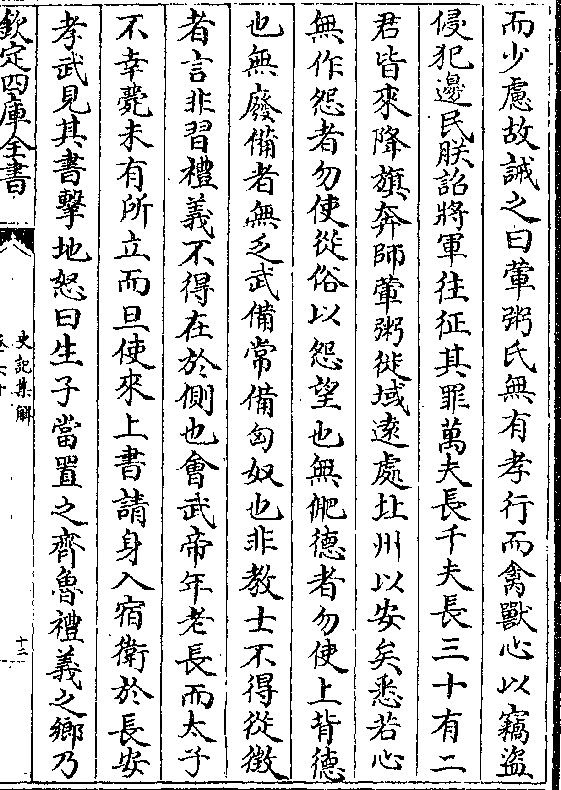 而少慮故誡之曰葷粥氏無有孝行而禽獸心以竊盜
侵犯邊民朕詔將軍往征其罪萬夫長千夫長三十有二
君皆來降旗奔師葷粥徙域遠處北州以安矣悉若心
無作怨者勿使從俗以怨望也無俷德者勿使上背德
也無廢備者無乏武備常備匈奴也非教士不得從徵
者言非習禮義不得在於側也會武帝年老長而太子
不幸薨未有所立而旦使來上書請身入宿衛於長安
孝武見其書擊地怒曰生子當置之齊魯禮義之鄉乃
欽定四庫全書
史記集解
卷六十
十二